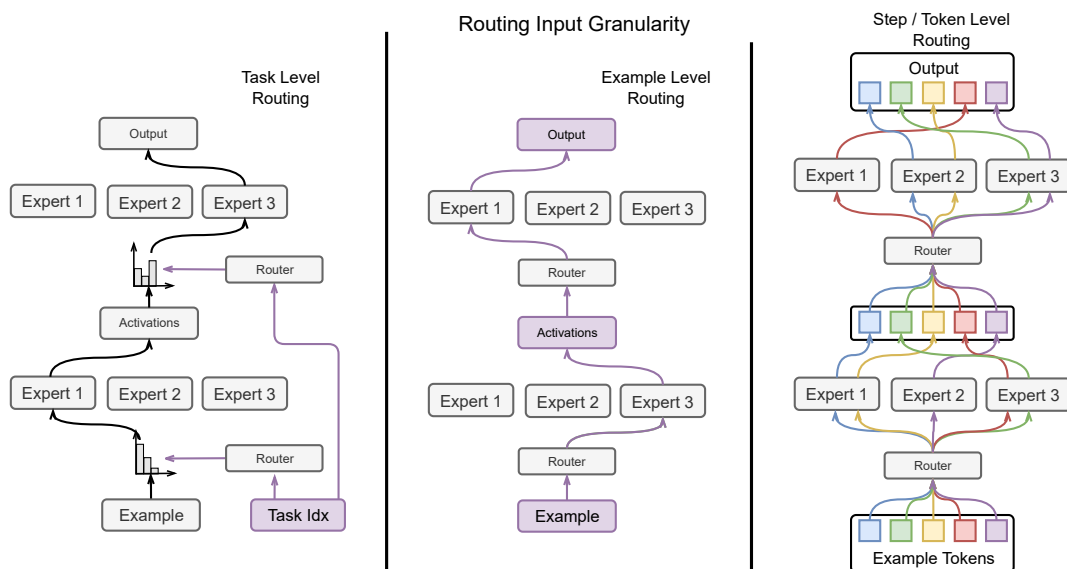 Routing Input Granularity
Task Level
Routing
Output
Expert 1
Expert 2
Expert 3
Router
Activations
Expert 1
Expert 2
Expert 3
Router
Example
Task Idx
Example Level
Routing
Output
Expert 1
Expert 2
Expert 3
Router
Activations
Expert 1
Expert 2
Expert 3
Router
Example
Step / Token Level
Routing
Output
Expert 1
Expert 2
Expert 3
Router
Expert 1
Expert 2
Expert 3
Router
Example Tokens